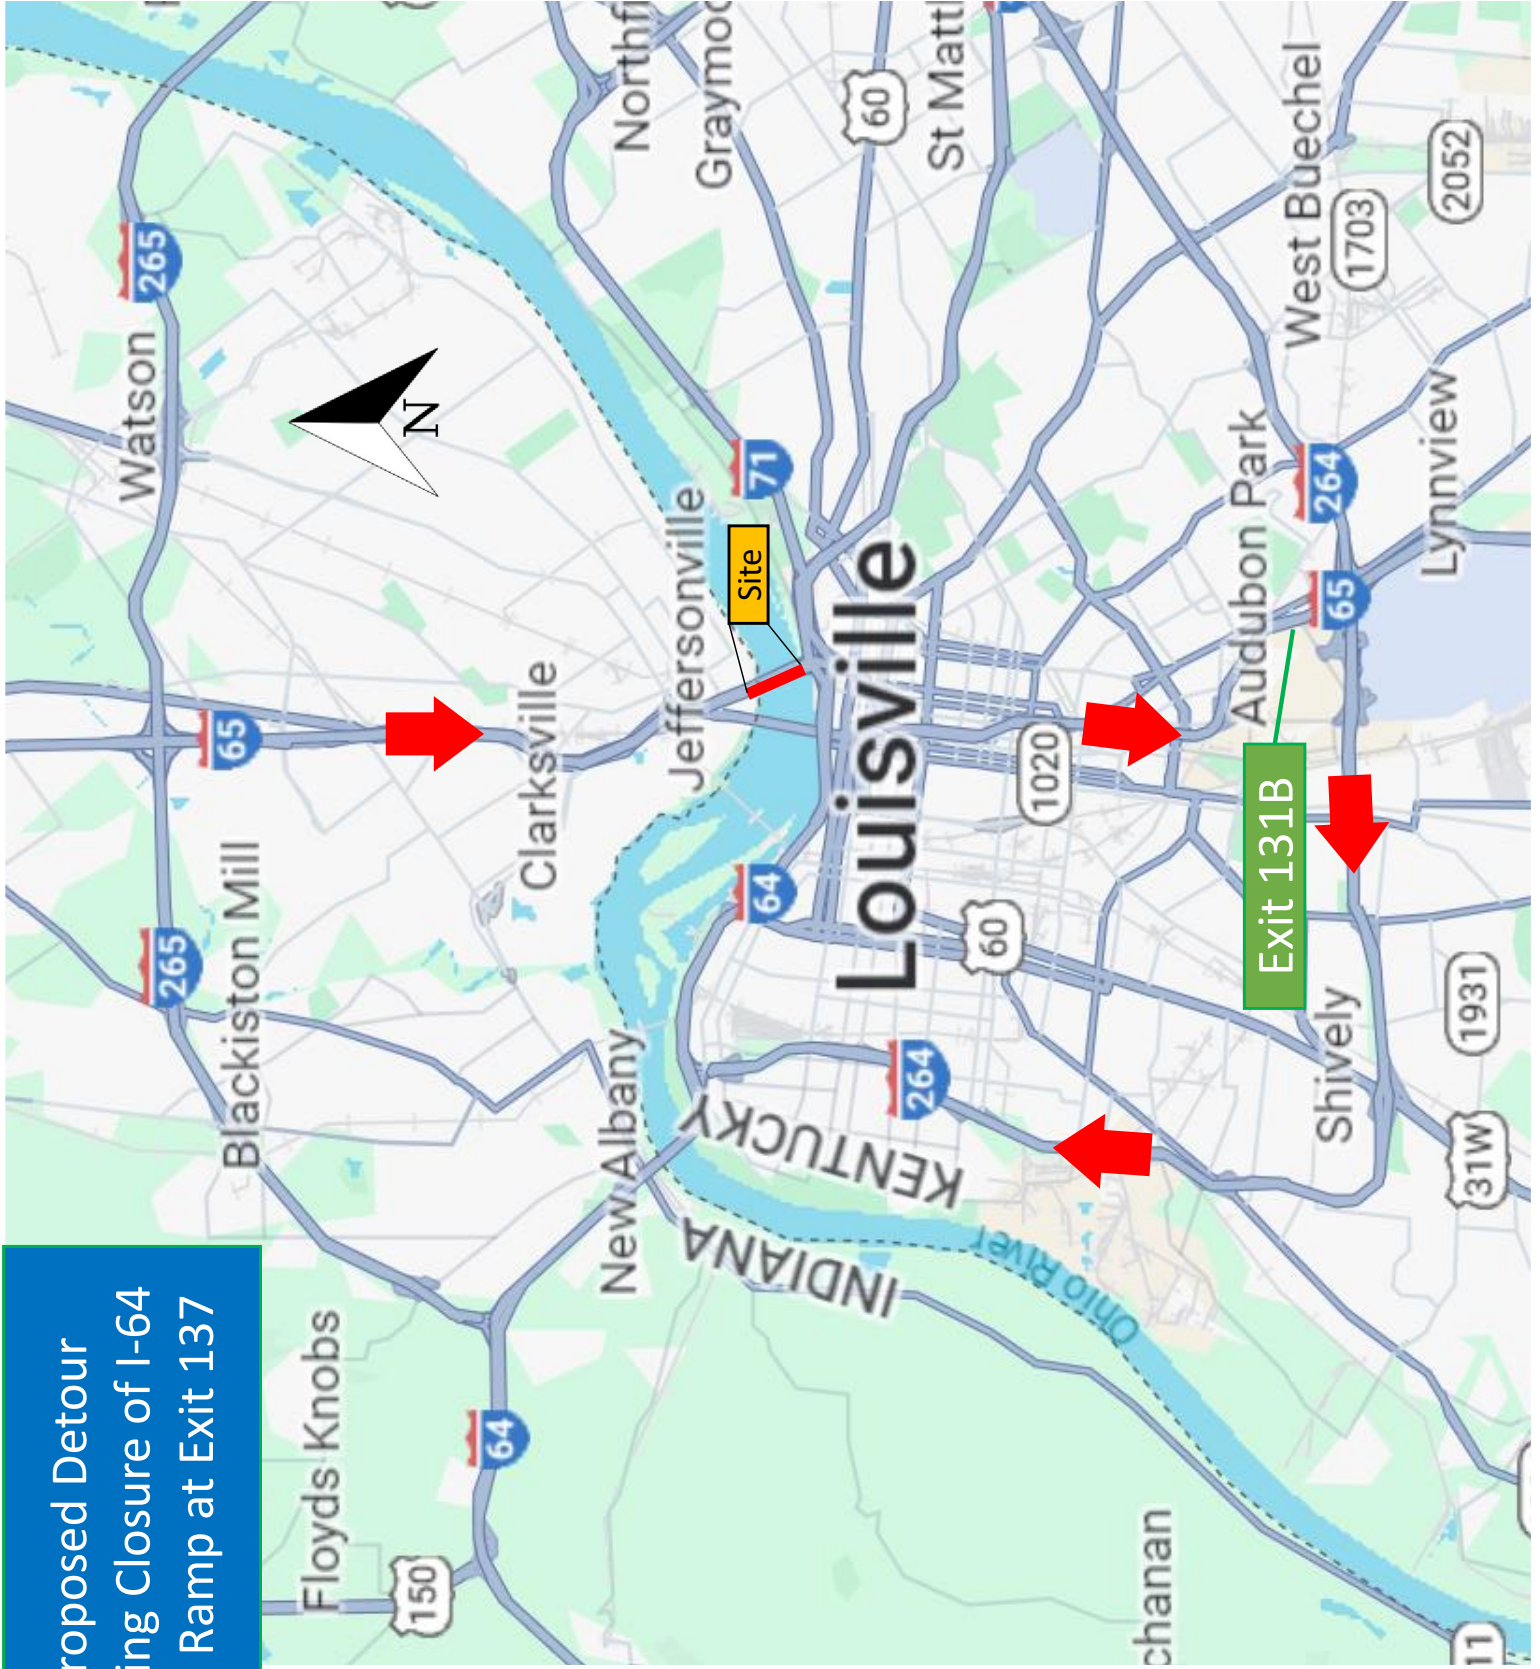 roposed Detour
ing Closure of I-64
Ramp at Exit 137
265
Watson
265
Blackiston Mill
65
Floyds Knobs
150
N
64
Clarksville
New Albany
Northfi
Jeffersonville
Graymoo
INDIANA
KENTUCKY
64
Site
71
60
Louisville
264
St Matt
60
Ohio River
1020
chanan
Audubon Park
Exit 131B
Shively
65
264
West Buechel
1703
Lynnview
2052
31W
1931
11